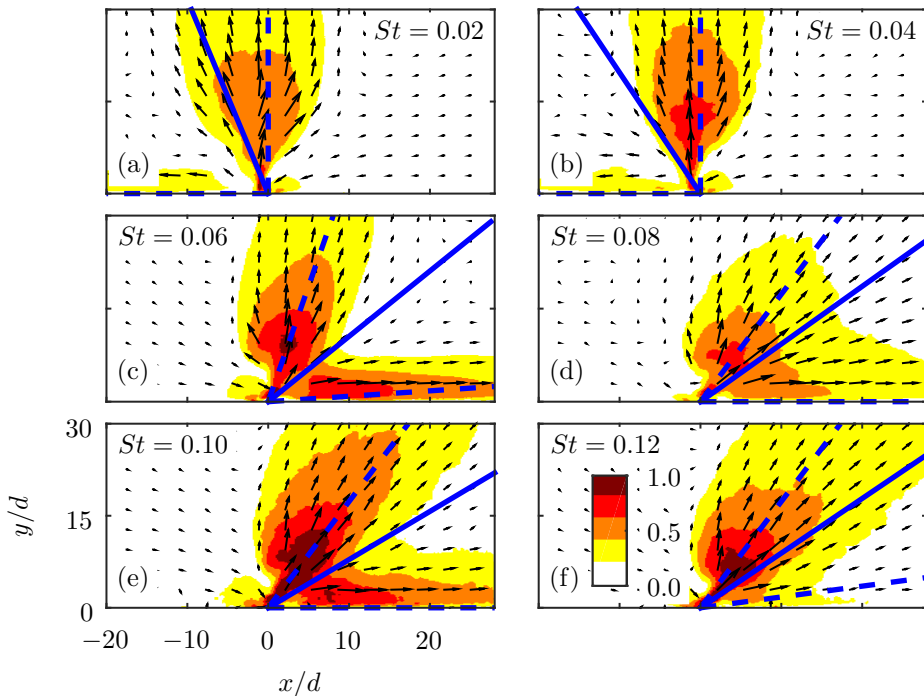 St = 0.02
(a)
St = 0.04
(b)
St = 0.06
(c)
St = 0.08
(d)
30
15
0
y/d
St = 0.10
(e)
St = 0.12
1.0
0.5
0.0
(f)
−20 −10 0 10 20
x/d